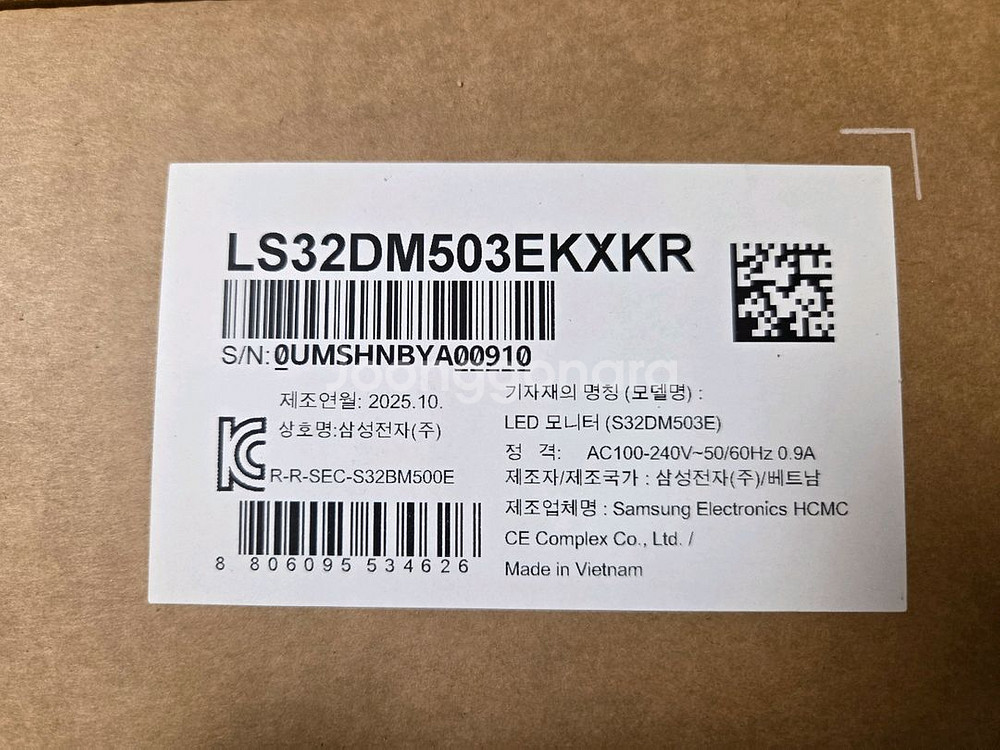 LS32DM503EKXKR
S/N: 0UMSHNBYA00910
Joonggonara
제조연월: 2025.10.
상호명:삼성전자(주)
R-R-SEC-S32BM500E
8 806095 534626
기자재의 명칭 (모델명) :
LED 모니터 (S32DM503E)
정 격: AC100-240V~50/60Hz 0.9A
제조자/제조국가 : 삼성전자(주)/베트남
제조업체명 : Samsung Electronics HCMC
CE Complex Co., Ltd. /
Made in Vietnam